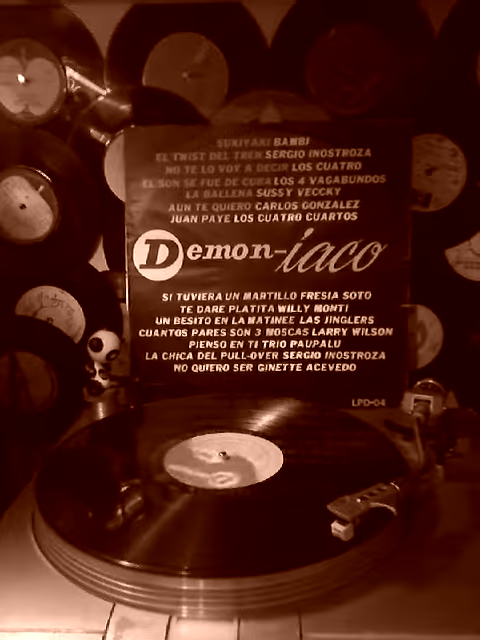 SUKIYAKI BAMBI
EL TWIST DEL TREN SERGIO INOSTROZA
NO TE LO VOY A DECIR LOS CUATRO
EL SON SE FUE DE CUBA LOS 4 VAGABUNDOS
LA BALLENA SUSSY VECCKY
AUN TE QUIERO CARLOS GONZALEZ
JUAN PAYE LOS CUATRO CUARTOS
Demon-iaco
SI TUVIERA UN MARTILLO FRESIA SOTO
TE DARE PLATITA WILLY MONTI
UN BESITO EN LA MATINEE LAS JINGLERS
CUANTOS PARES SON 3 MOSCAS LARRY WILSON
PIENSO EN TI TRIO PAUPALU
LA CHICA DEL PULL-OVER SERGIO INOSTROZA
NO QUIERO SER GINETTE ACEVEDO
LPD-04